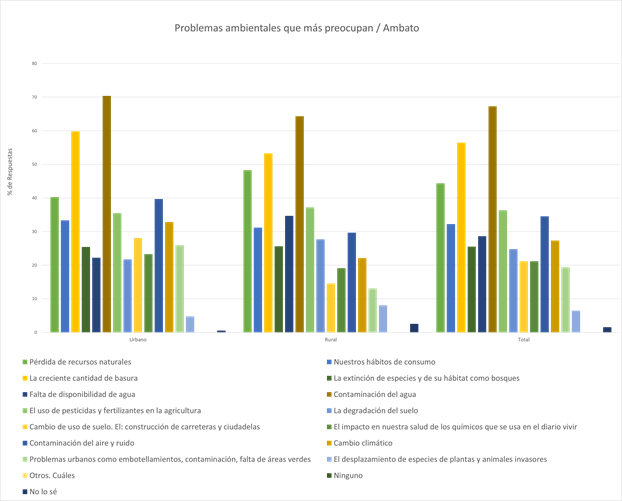 Problemas ambientales que más preocupan / Ambato
% de Respuestas
80
70
60
50
40
30
20
10
0
Urbano Rural Total
Pérdida de recursos naturales Nuestros hábitos de consumo
La creciente cantidad de basura La extinción de especies y de su hábitat como bosques
Falta de disponibilidad de agua Contaminación del agua
El uso de pesticidas y fertilizantes en la agricultura La degradación del suelo
Cambio de uso de suelo. El: construcción de carreteras y ciudadelas El impacto en nuestra salud de los químicos que se usa en el diario vivir
Contaminación del aire y ruido Cambio climático
Problemas urbanos como embotellamientos, contaminación, falta de áreas verdes El desplazamiento de especies de plantas y animales invasores
Otros. Cuáles Ninguno
No lo sé